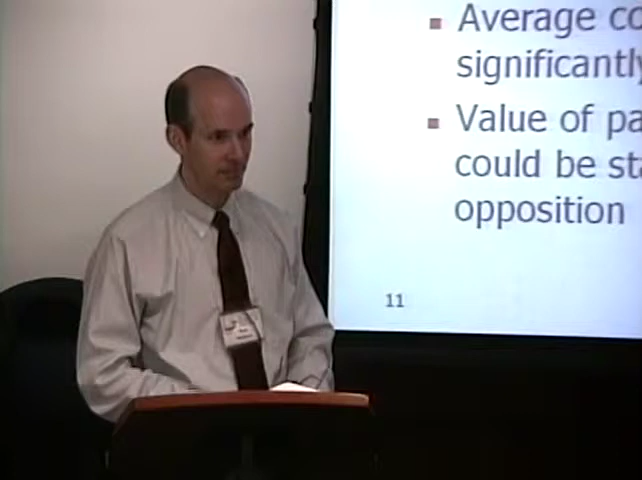 Average co
significantly
Value of pa
could be sta
opposition
11